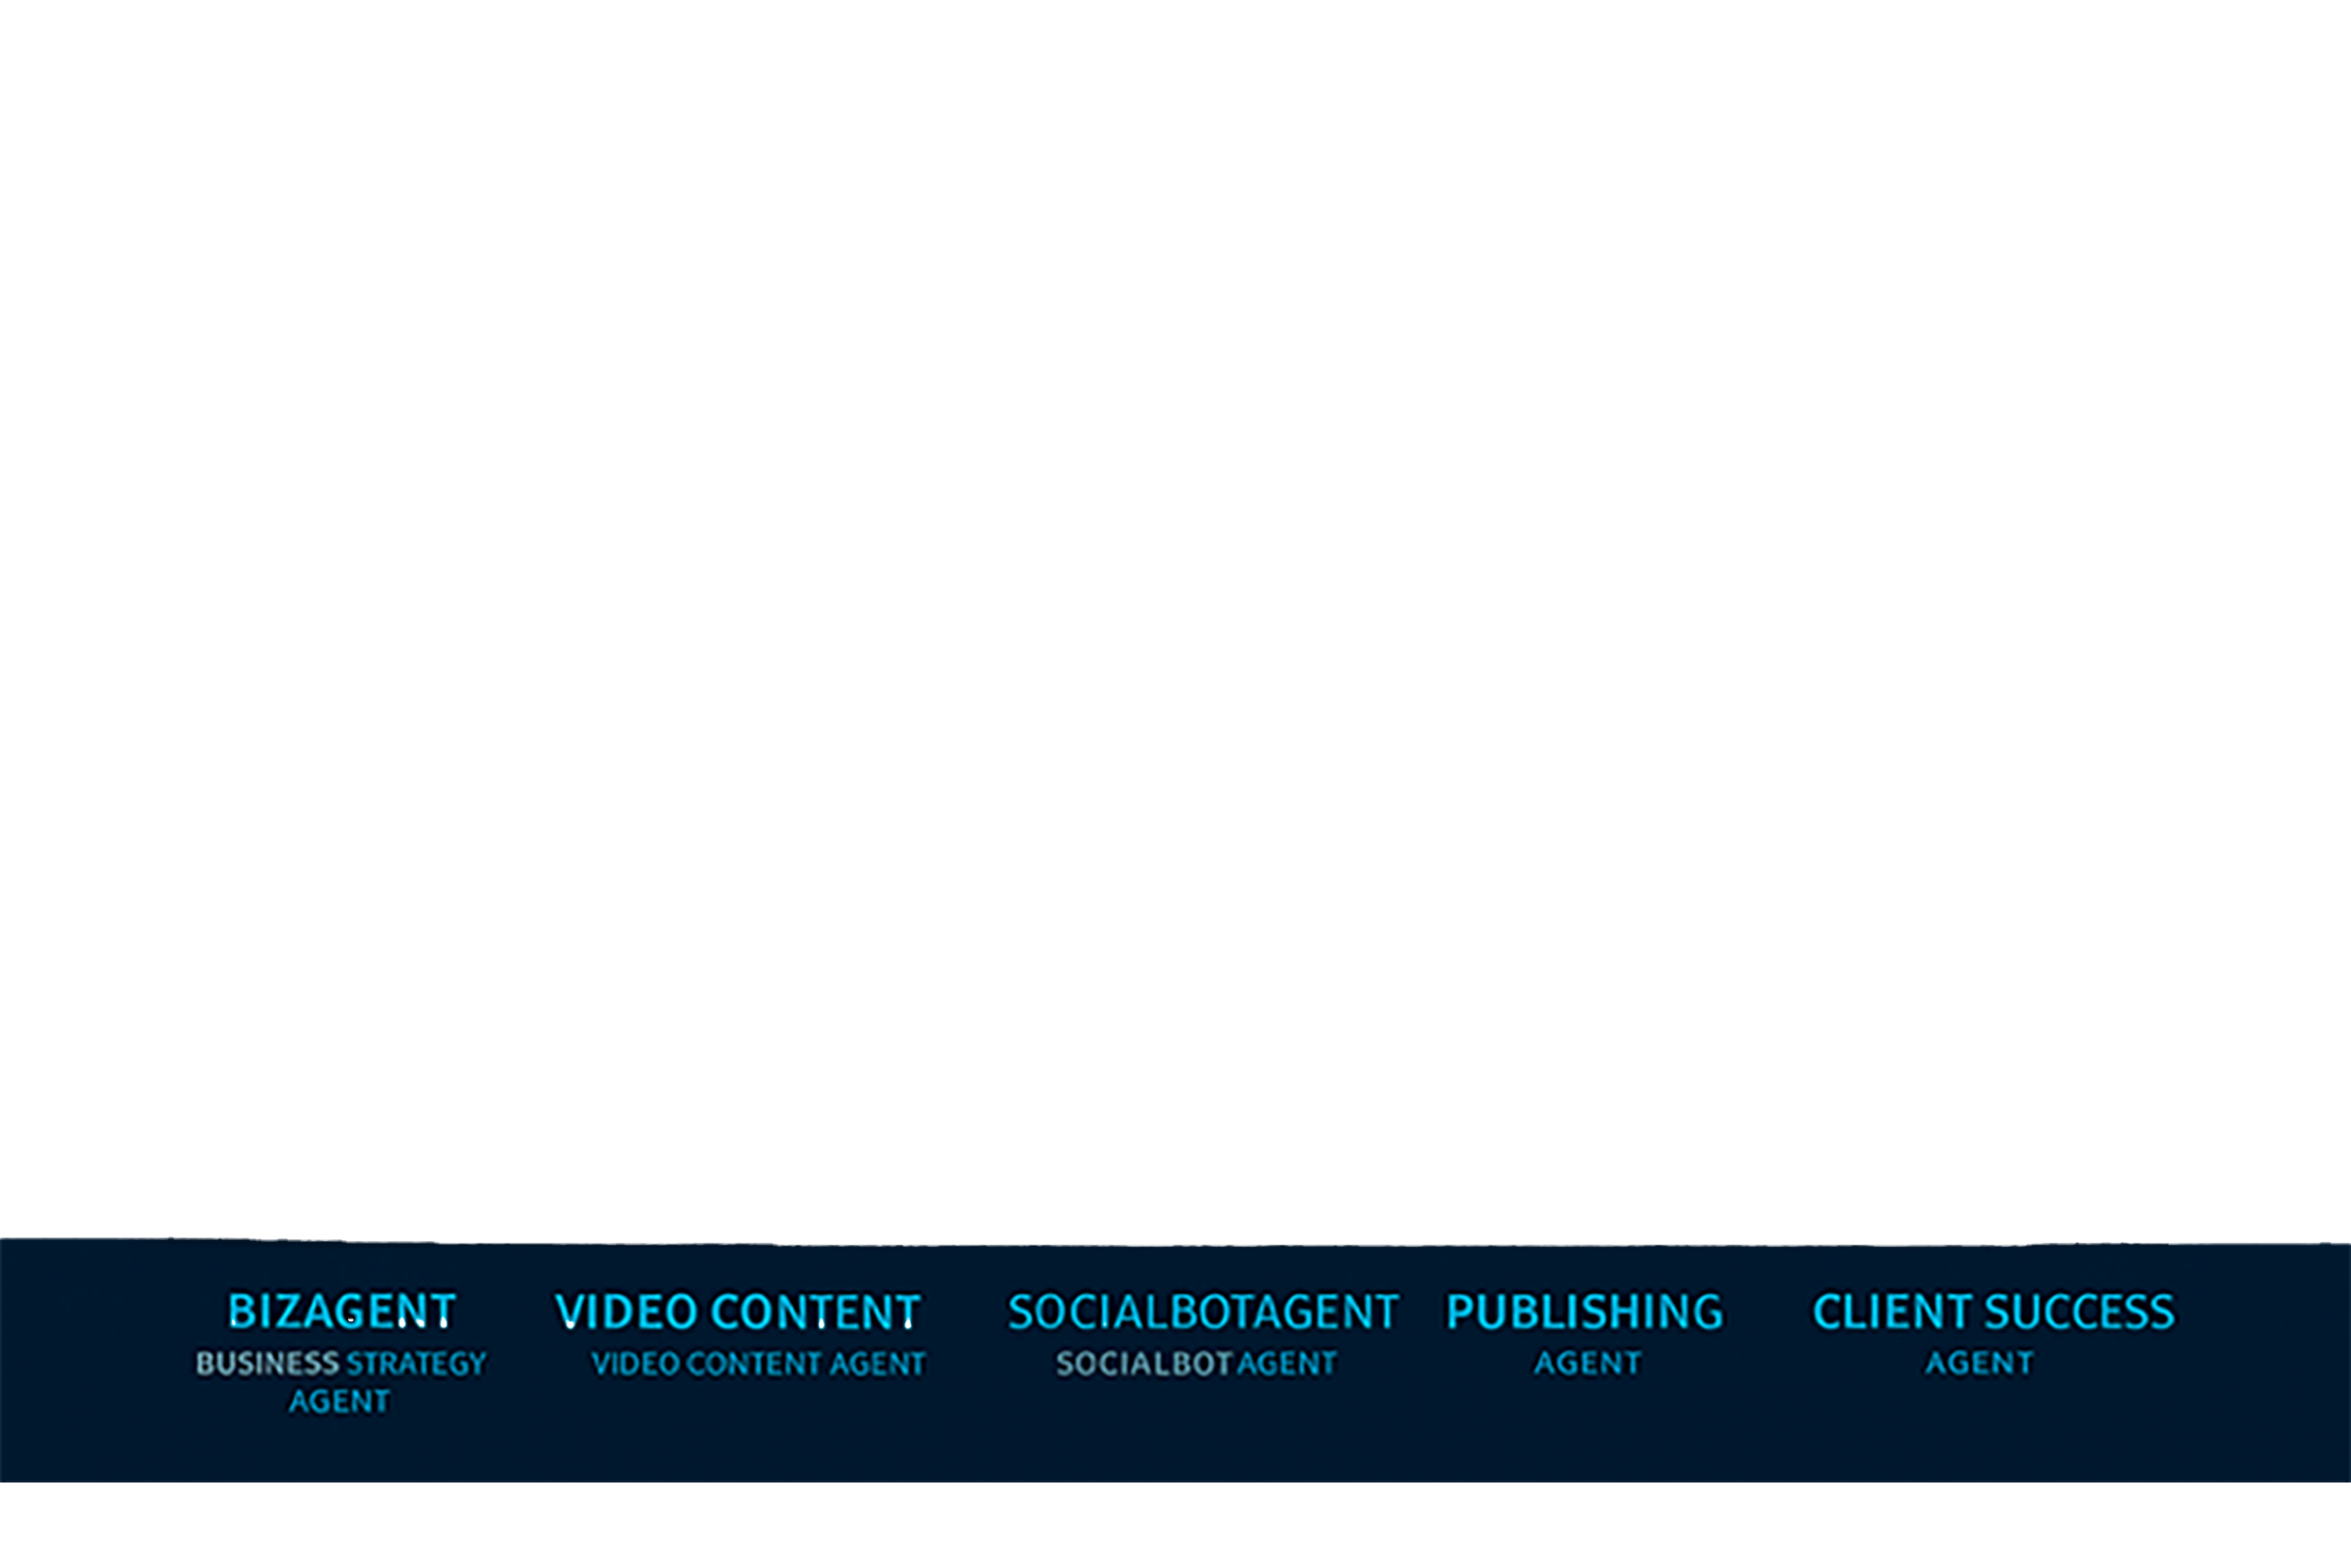 BIZAGENT
BUSINESS STRATEGY
AGENT
VIDEO CONTENT
VIDEO CONTENT AGENT
SOCIALBOTAGENT
SOCIALBOT AGENT
PUBLISHING
AGENT
CLIENT SUCCESS
AGENT